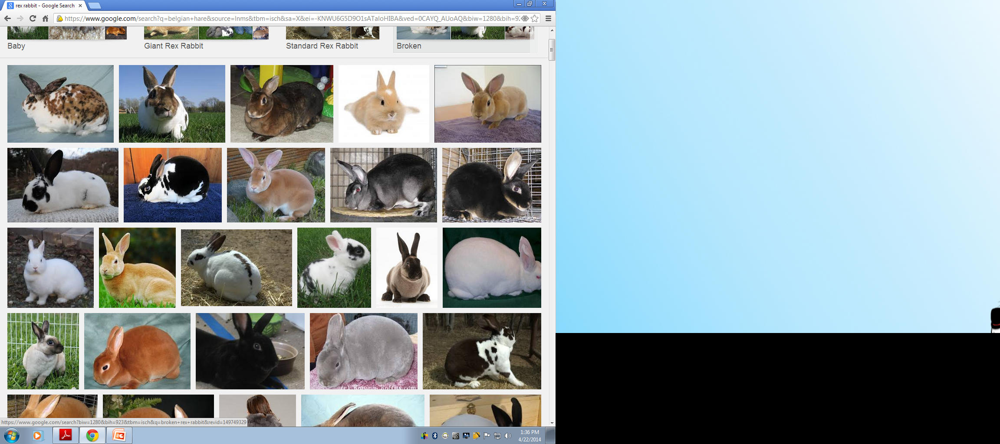 rex rabbit - Google Search
https://www.google.com/search?q=belgian+hare&source=lnms&tbm=isch&sa=X&ei=-KNWU6G5D9O1sATaloHIBA&ved=0CAYQ_AUoAQ&biw=1280&bih=92
Baby
Giant Rex Rabbit
Standard Rex Rabbit
Broken
(c) Raising-Rabbits.com
https://www.google.com/search?biw=1280&bih=923&tbm=isch&q=broken+rex+rabbit&revid=149749329
1:36 PM
4/22/2014